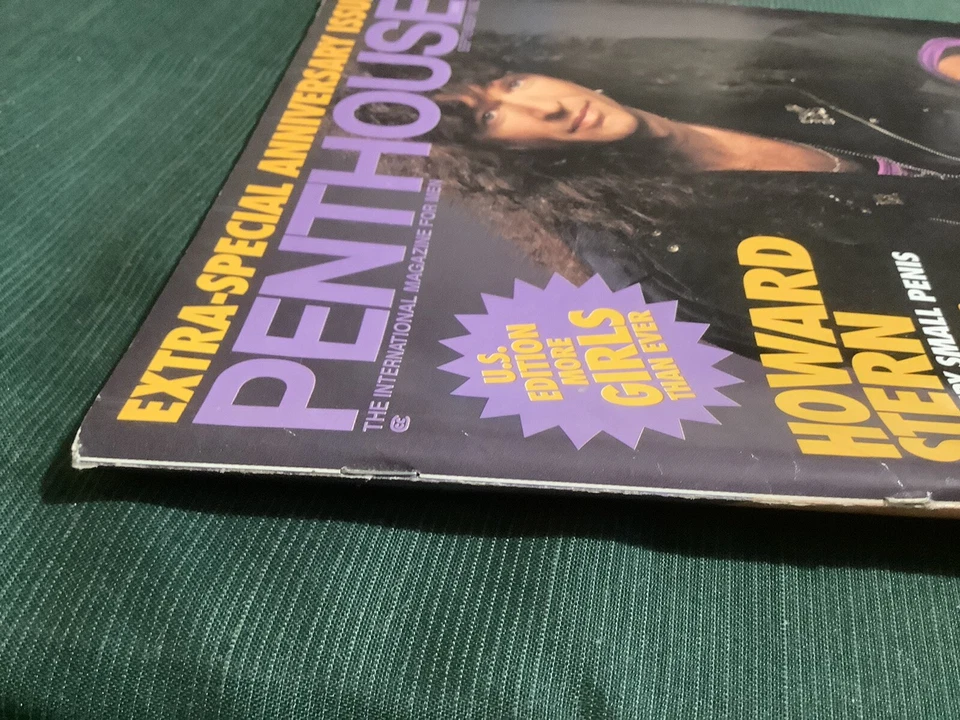 EXTRA-SPECIAL ANNIVERSARY ISSUE
PENTHOUSE
THE INTERNATIONAL MAGAZINE FOR MEN
U.S.
EDITION
MORE
GIRLS
THAN EVER
HOWARD
STERN
SMALL PENIS